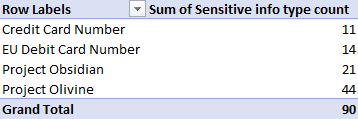 Row Labels Sum of Sensitive info type count
Credit Card Number 11
EU Debit Card Number 14
Project Obsidian 21
Project Olivine 44
Grand Total 90